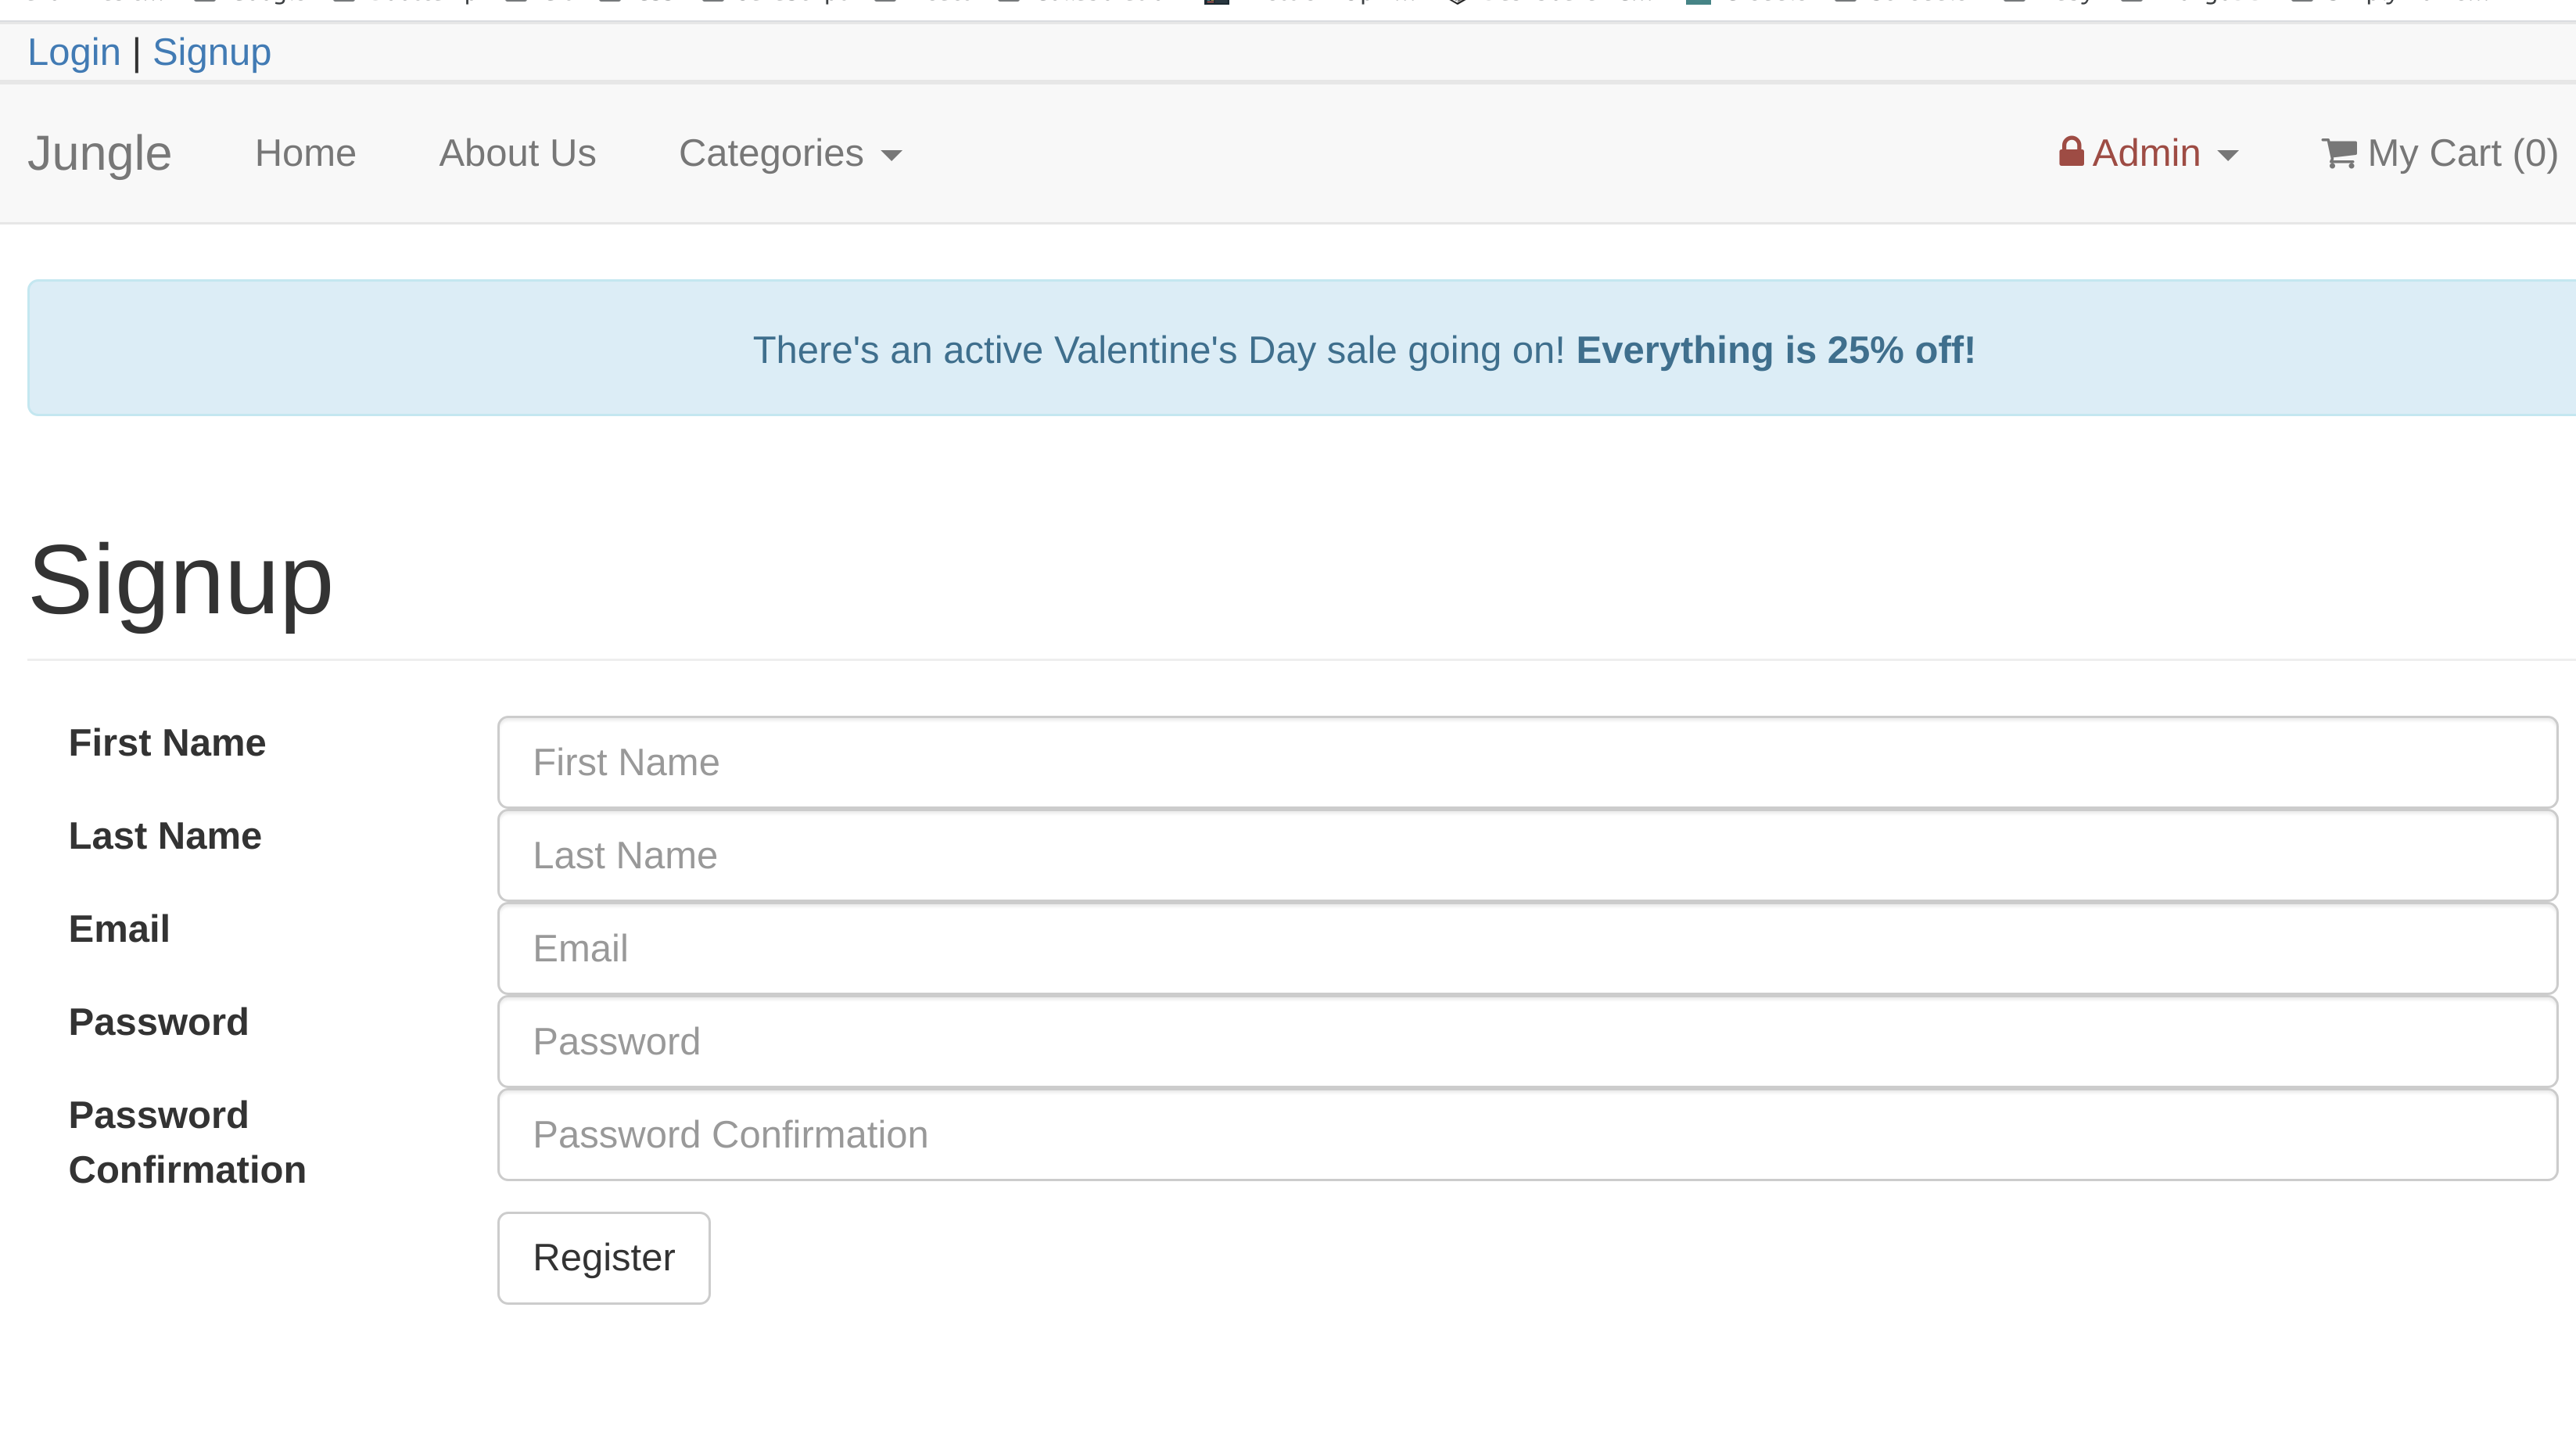 Login | Signup
Jungle Home About Us Categories Admin My Cart (0)
There's an active Valentine's Day sale going on! Everything is 25% off!
Signup
First Name First Name
Last Name Last Name
Email Email
Password Password
Password Confirmation Password Confirmation
Register